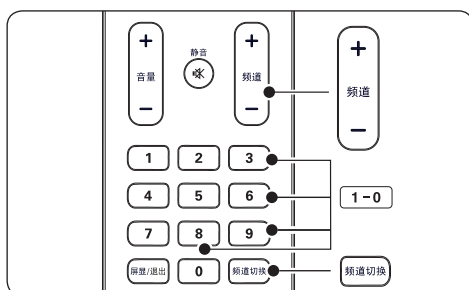 + 静音 + +
音量 频道 频道
− − −
1 2 3
4 5 6 1-0
7 8 9
屏显/退出 0 频道切换 频道切换